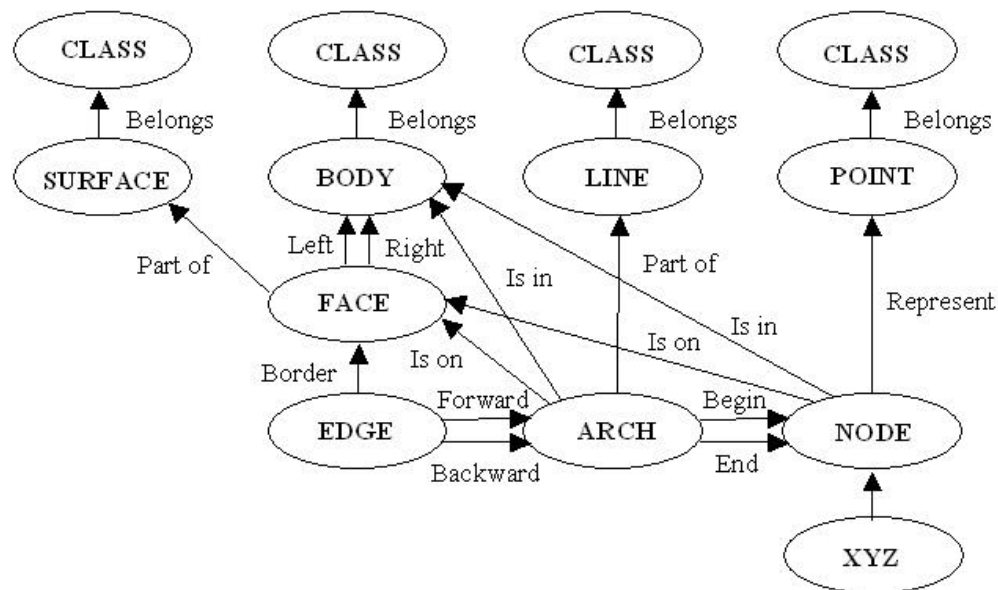 CLASS CLASS CLASS CLASS
Belongs Belongs Belongs Belongs
SURFACE BODY LINE POINT
Left Right
Part of Is in Part of
FACE Represent
Is in
Is on Is on
Border
Forward Begin
EDGE ARCH NODE
Backward End
XYZ